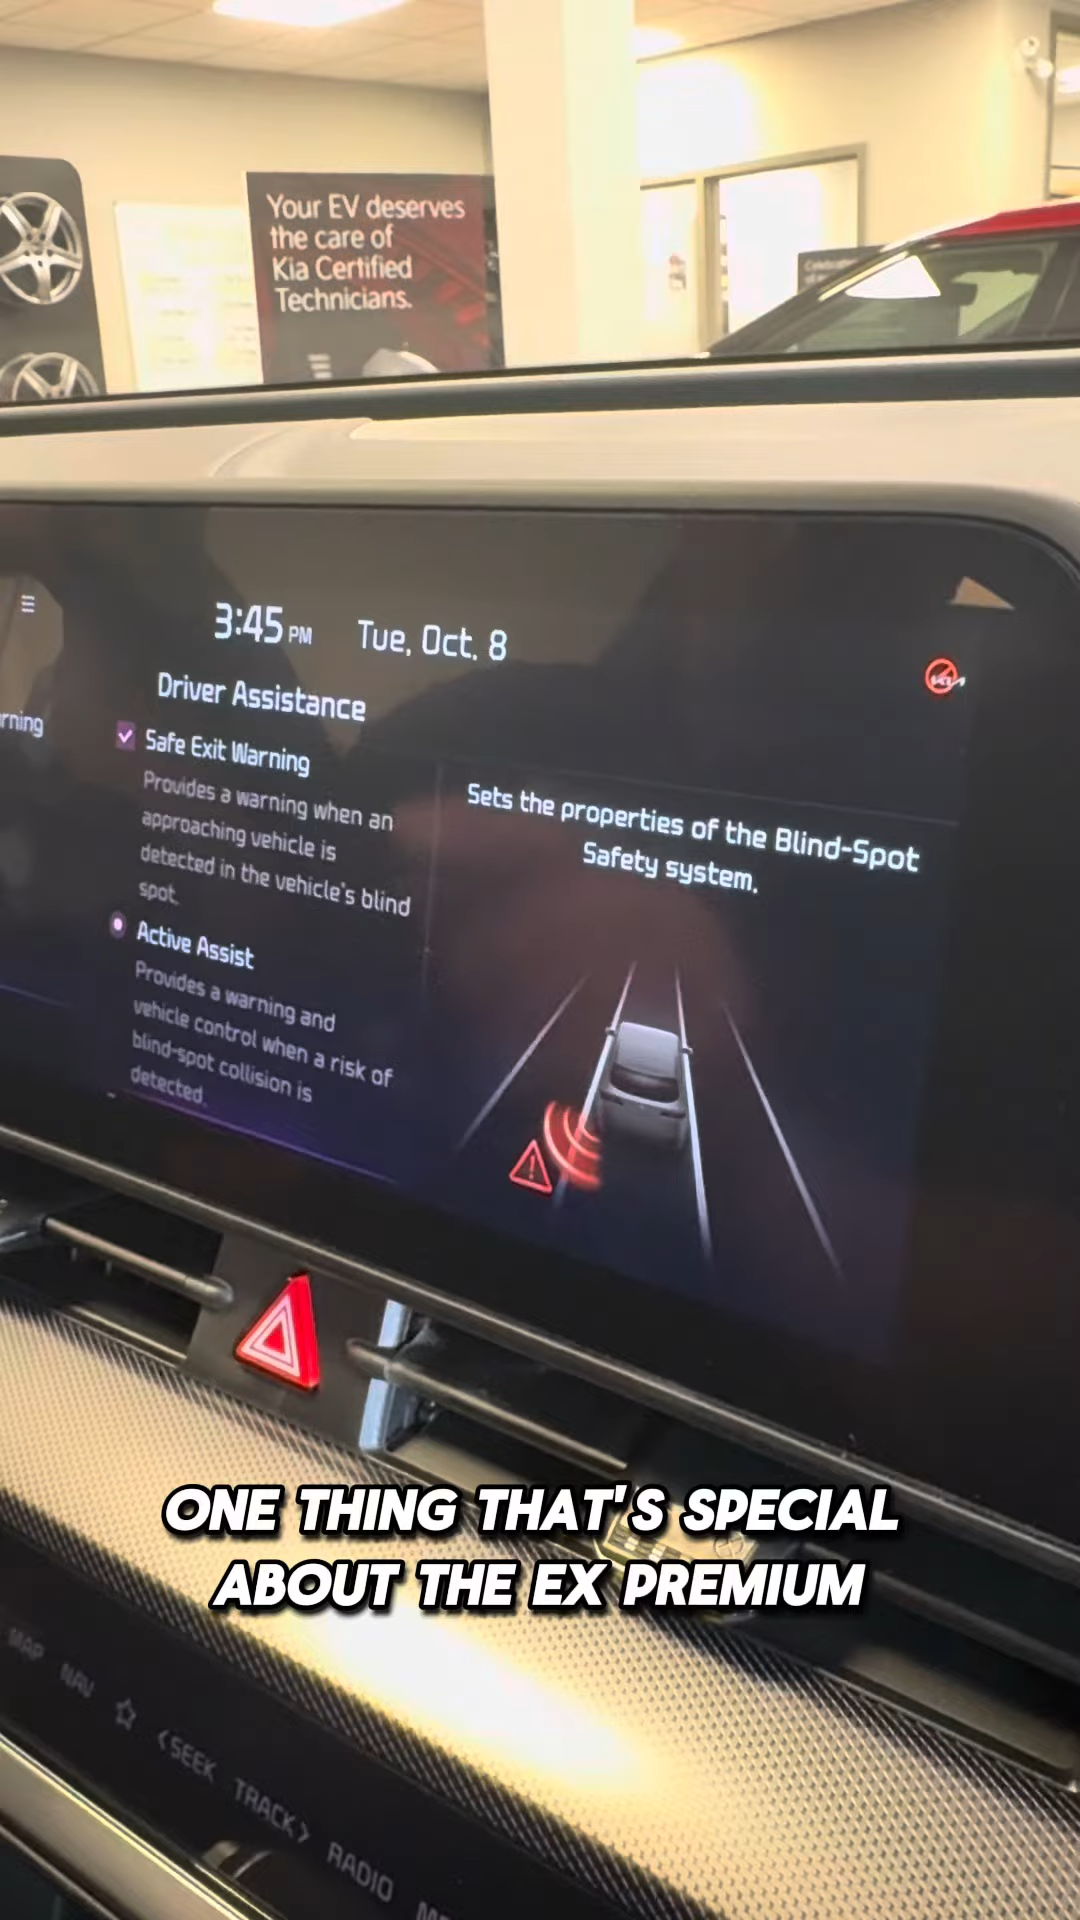 Your EV deserves
the care of
Kia Certified
Technicians.
3:45 PM Tue, Oct. 8
Driver Assistance
Safe Exit Warning
Provides a warning when an
approaching vehicle is
detected in the vehicle's blind
spot.
Active Assist
Provides a warning and
vehicle control when a risk of
blind-spot collision is
detected.
Sets the properties of the Blind-Spot
Safety system.
ONE THING THAT'S SPECIAL
ABOUT THE EX PREMIUM
MAP NAV ☆ <SEEK TRACK> RADIO